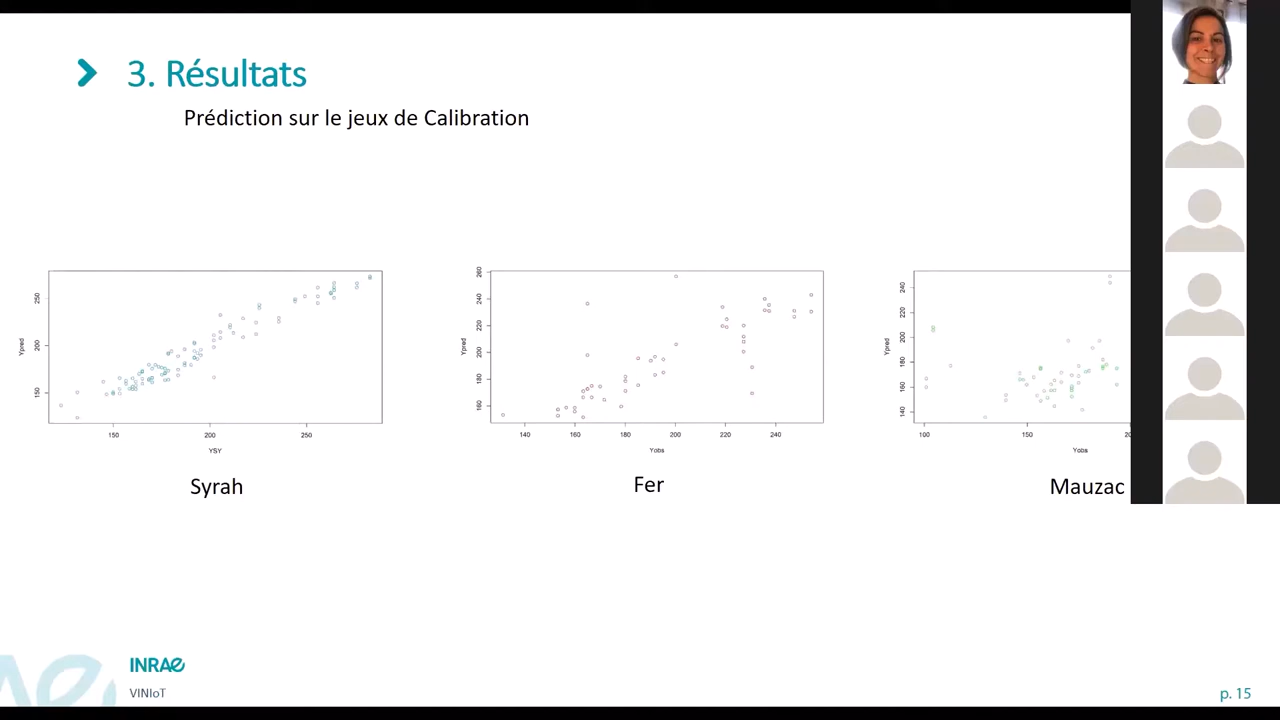 3. Résultats
Prédiction sur le jeux de Calibration
Ypred
250
200
150
150 200 250
YSY
Syrah
Ypred
260
240
220
200
180
160
140 160 180 200 220 240
Yobs
Fer
Ypred
240
220
200
180
160
140
100 150
Yobs
Mauzac
INRAE
VINIoT
p. 15